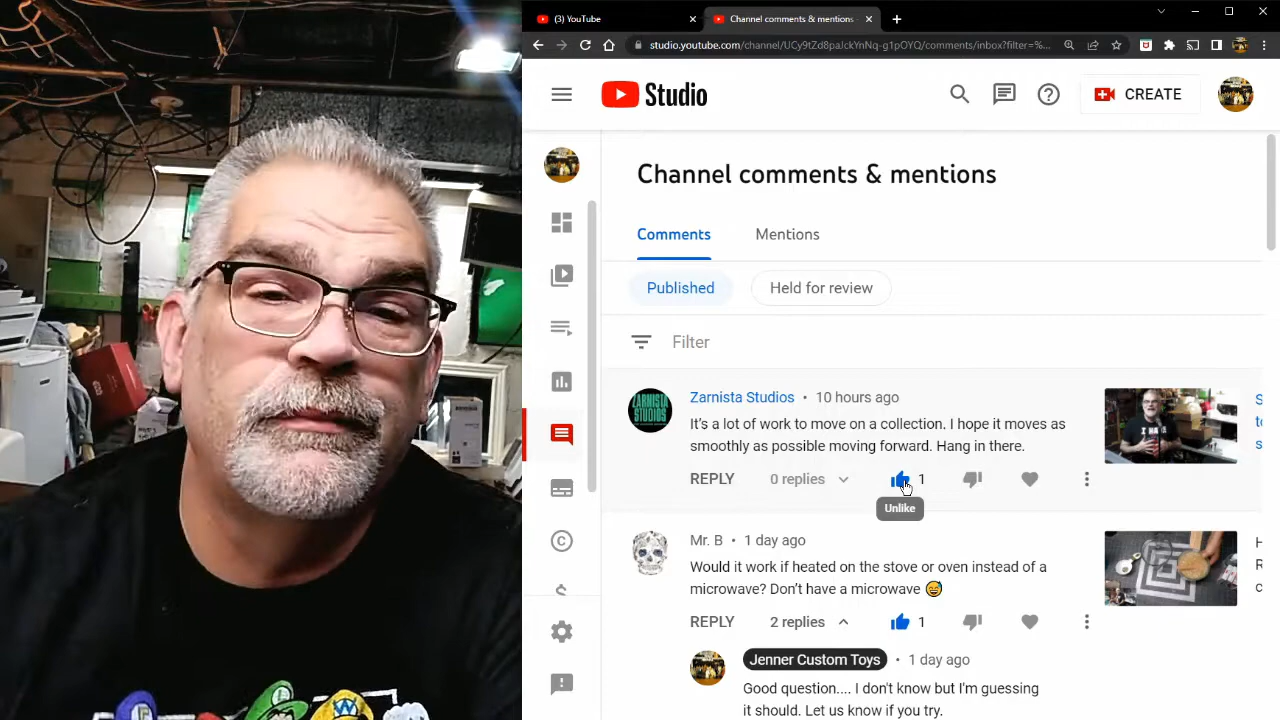 (3) YouTube
Channel comments & mentions
studio.youtube.com/channel/UCy9tZd8paJckYnNq-g1pOYQ/comments/inbox?filter=%...
Studio
CREATE
Channel comments & mentions
Comments
Mentions
Published
Held for review
Filter
Zarnista Studios • 10 hours ago
It's a lot of work to move on a collection. I hope it moves as
smoothly as possible moving forward. Hang in there.
REPLY 0 replies 1
Unlike
Mr. B • 1 day ago
Would it work if heated on the stove or oven instead of a
microwave? Don't have a microwave 😅
REPLY 2 replies 1
Jenner Custom Toys • 1 day ago
Good question.... I don't know but I'm guessing
it should. Let us know if you try.
ZARNISTA
STUDIOS